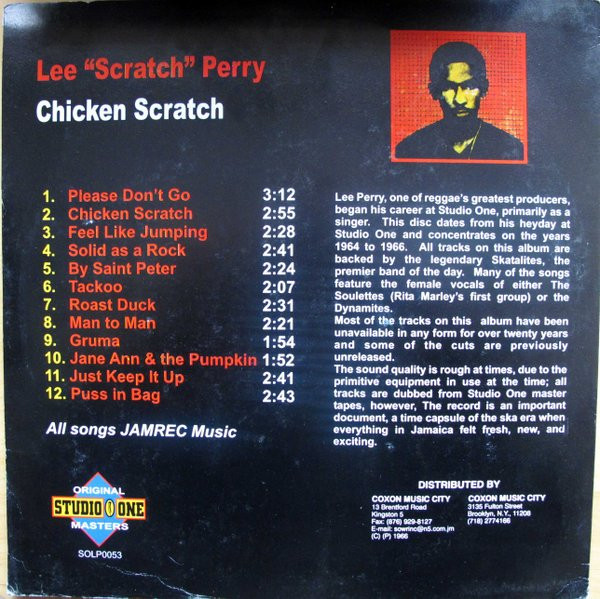 Lee “Scratch” Perry
Chicken Scratch
1. Please Don't Go 3:12
2. Chicken Scratch 2:55
3. Feel Like Jumping 2:28
4. Solid as a Rock 2:41
5. By Saint Peter 2:24
6. Tackoo 2:07
7. Roast Duck 2:31
8. Man to Man 2:21
9. Gruma 1:54
10. Jane Ann & the Pumpkin 1:52
11. Just Keep It Up 2:41
12. Puss in Bag 2:43
All songs JAMREC Music
Lee Perry, one of reggae's greatest producers,
began his career at Studio One, primarily as a
singer. This disc dates from his heyday at
Studio One and concentrates on the years
1964 to 1966. All tracks on this album are
backed by the legendary Skatalites, the
premier band of the day. Many of the songs
feature the female vocals of either The
Soulettes (Rita Marley's first group) or the
Dynamites.
Most of the tracks on this album have been
unavailable in any form for over twenty years
and some of the cuts are previously
unreleased.
The sound quality is rough at times, due to the
primitive equipment in use at the time; all
tracks are dubbed from Studio One master
tapes, however, The record is an important
document, a time capsule of the ska era when
everything in Jamaica felt fresh, new, and
exciting.
DISTRIBUTED BY
COXON MUSIC CITY
13 Brentford Road
Kingston 5
Fax: (876) 929-8127
E-mail: sowrinc@n5.com.jm
(C) (P) 1966
COXON MUSIC CITY
3135 Fulton Street
Brooklyn, N.Y., 11208
(718) 2774166
ORIGINAL
STUDIO ONE
MASTERS
SOLP0053